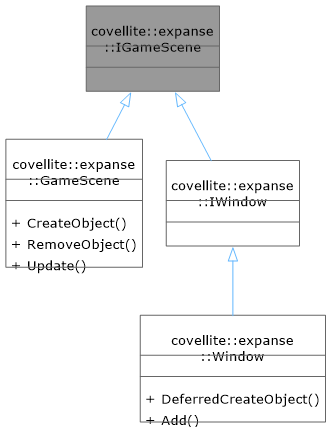 covellite::expanse
::IGameScene
covellite::expanse
::GameScene
+ CreateObject()
+ RemoveObject()
+ Update()
covellite::expanse
::IWindow
covellite::expanse
::Window
+ DeferredCreateObject()
+ Add()